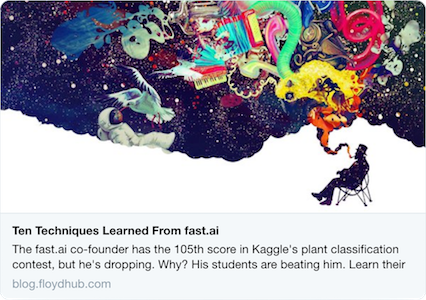 Ten Techniques Learned From fast.ai
The fast.ai co-founder has the 105th score in Kaggle's plant classification
contest, but he's dropping. Why? His students are beating him. Learn their
blog.floydhub.com